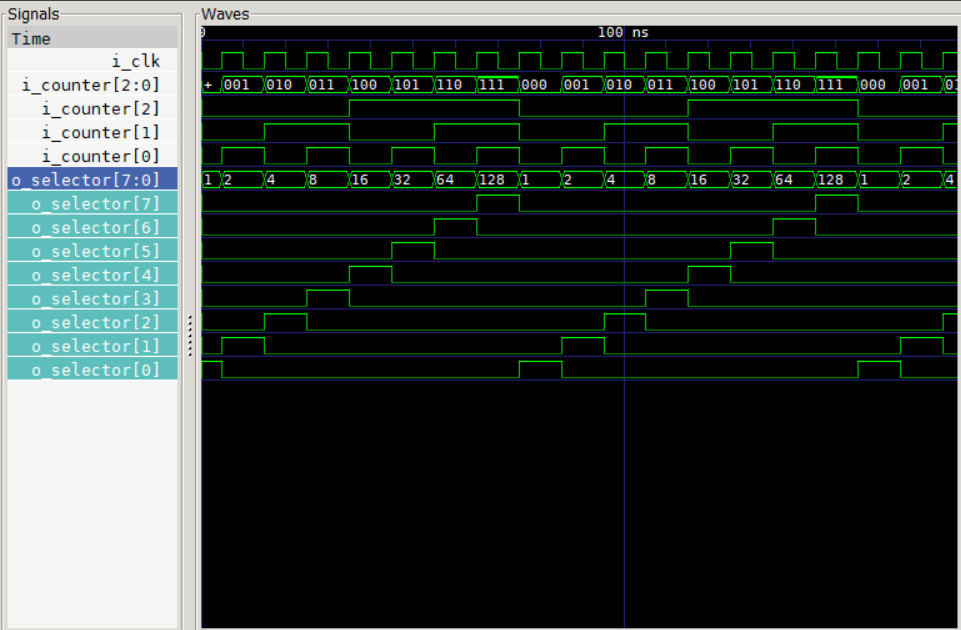 Signals
Waves
Time
0
100 ns
i_clk
i_counter[2:0]
+ 001 010 011 100 101 110 111 000 001 010 011 100 101 110 111 000 001 01
i_counter[2]
i_counter[1]
i_counter[0]
o_selector[7:0]
1 2 4 8 16 32 64 128 1 2 4 8 16 32 64 128 1 2 4
o_selector[7]
o_selector[6]
o_selector[5]
o_selector[4]
o_selector[3]
o_selector[2]
o_selector[1]
o_selector[0]